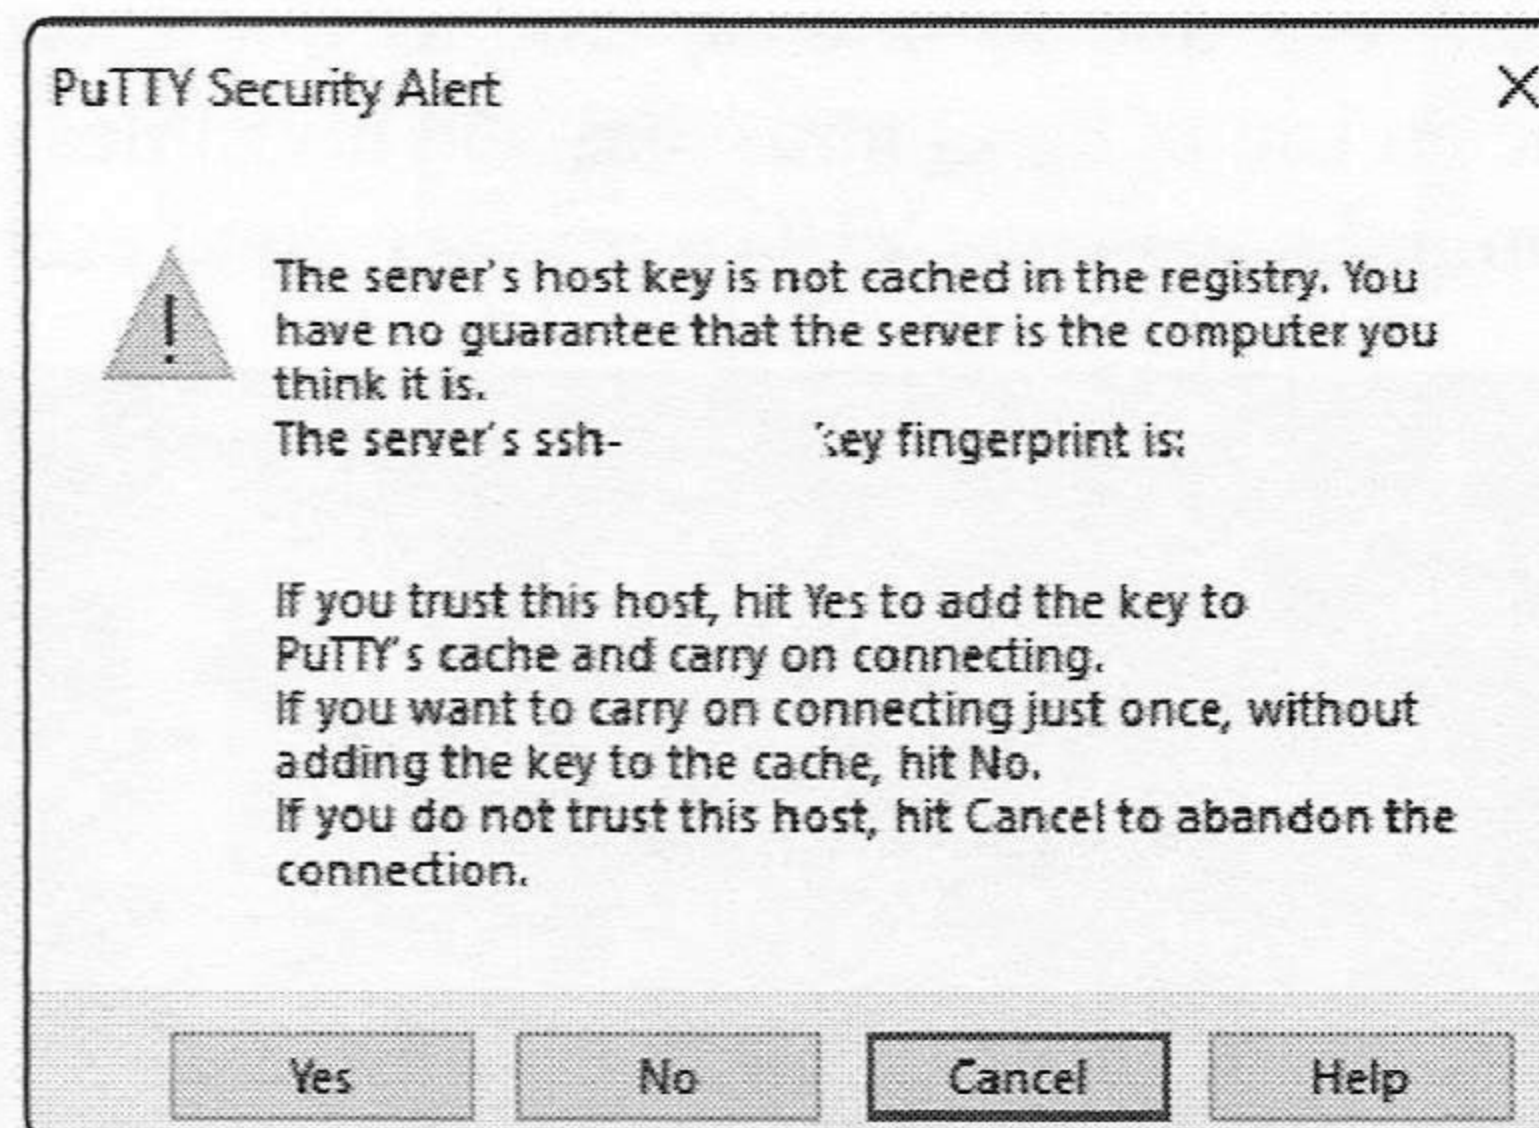 PuTTY Security Alert
The server's host key is not cached in the registry. You
have no guarantee that the server is the computer you
think it is.
The server's ssh- key fingerprint is:
If you trust this host, hit Yes to add the key to
PuTTY's cache and carry on connecting.
If you want to carry on connecting just once, without
adding the key to the cache, hit No.
If you do not trust this host, hit Cancel to abandon the
connection.
Yes No Cancel Help